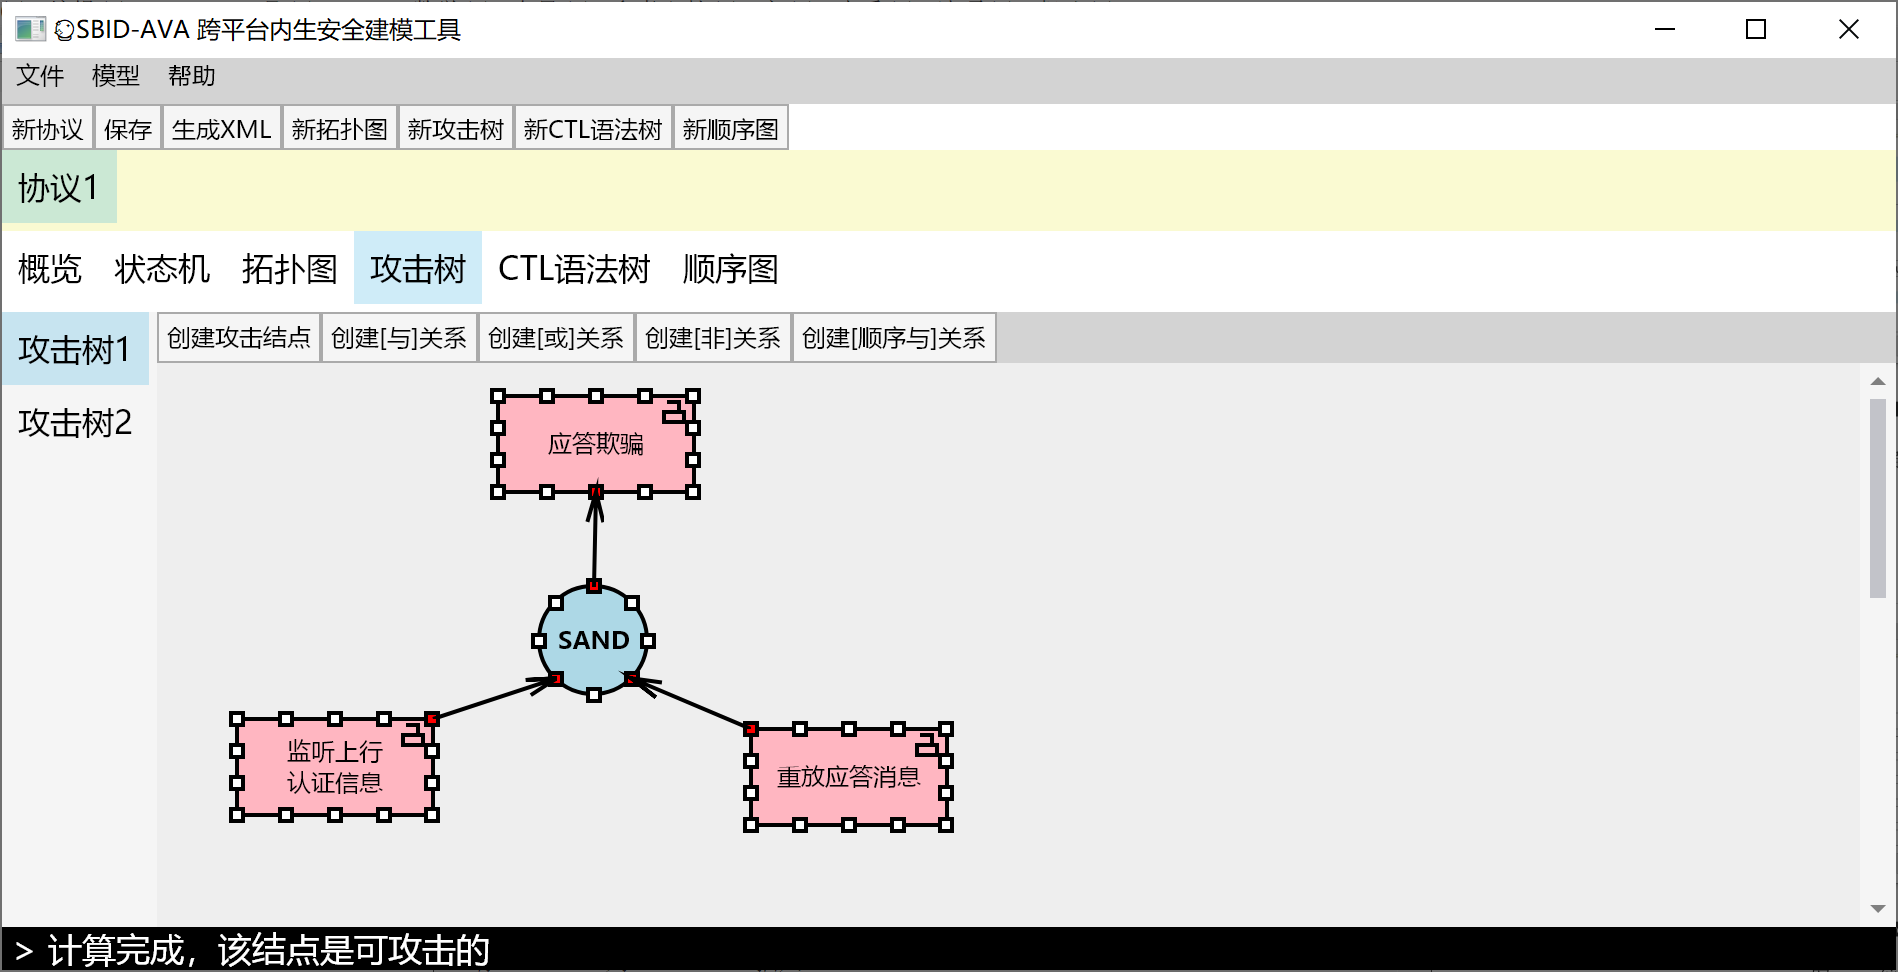 SBID-AVA 跨平台内生安全建模工具
文件 模型 帮助
新协议 保存 生成XML 新拓扑图 新攻击树 新CTL语法树 新顺序图
协议1
概览 状态机 拓扑图 攻击树 CTL语法树 顺序图
攻击树1
攻击树2
创建攻击结点 创建[与]关系 创建[或]关系 创建[非]关系 创建[顺序与]关系
应答欺骗
SAND
监听上行
认证信息
重放应答消息
> 计算完成，该结点是可攻击的